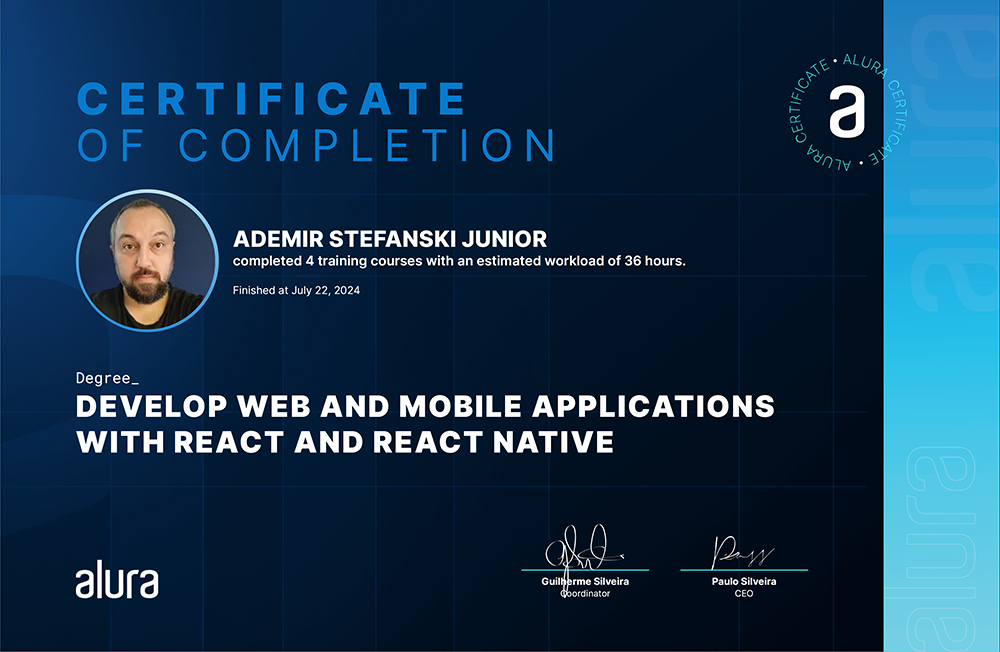 CERTIFICATE
OF COMPLETION
ALURA CERTIFICATE • ALURA CERTIFICATE •
a
ADEMIR STEFANSKI JUNIOR
completed 4 training courses with an estimated workload of 36 hours.
Finished at July 22, 2024
Degree_
DEVELOP WEB AND MOBILE APPLICATIONS
WITH REACT AND REACT NATIVE
alura
Guilherme Silveira
Coordinator
Paulo Silveira
CEO
alura
alura